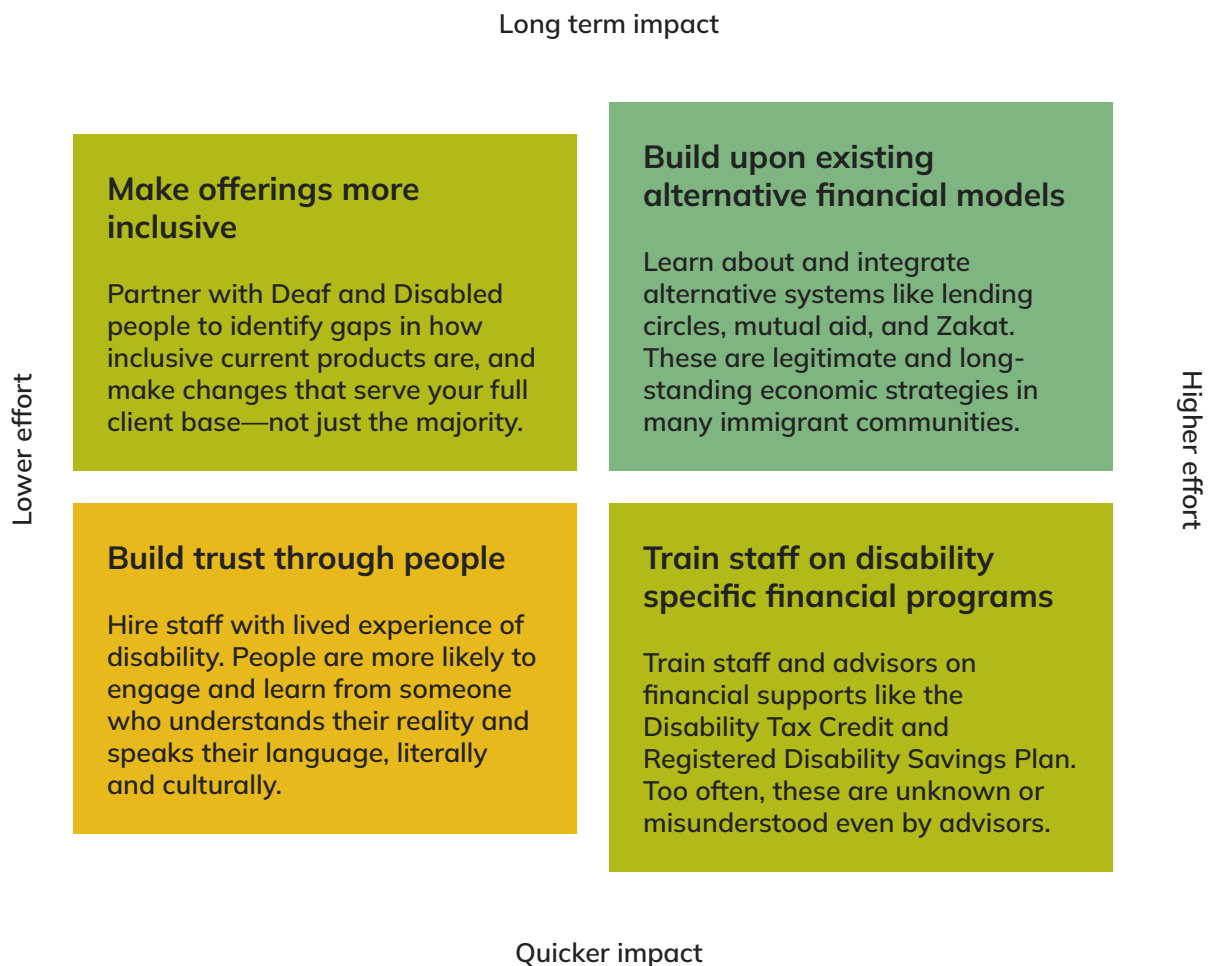 Long term impact
Make offerings more
inclusive
Partner with Deaf and Disabled
people to identify gaps in how
inclusive current products are, and
make changes that serve your full
client base—not just the majority.
Build upon existing
alternative financial models
Learn about and integrate
alternative systems like lending
circles, mutual aid, and Zakat.
These are legitimate and long-
standing economic strategies in
many immigrant communities.
Lower effort
Higher effort
Build trust through people
Hire staff with lived experience of
disability. People are more likely to
engage and learn from someone
who understands their reality and
speaks their language, literally
and culturally.
Train staff on disability
specific financial programs
Train staff and advisors on
financial supports like the
Disability Tax Credit and
Registered Disability Savings Plan.
Too often, these are unknown or
misunderstood even by advisors.
Quicker impact